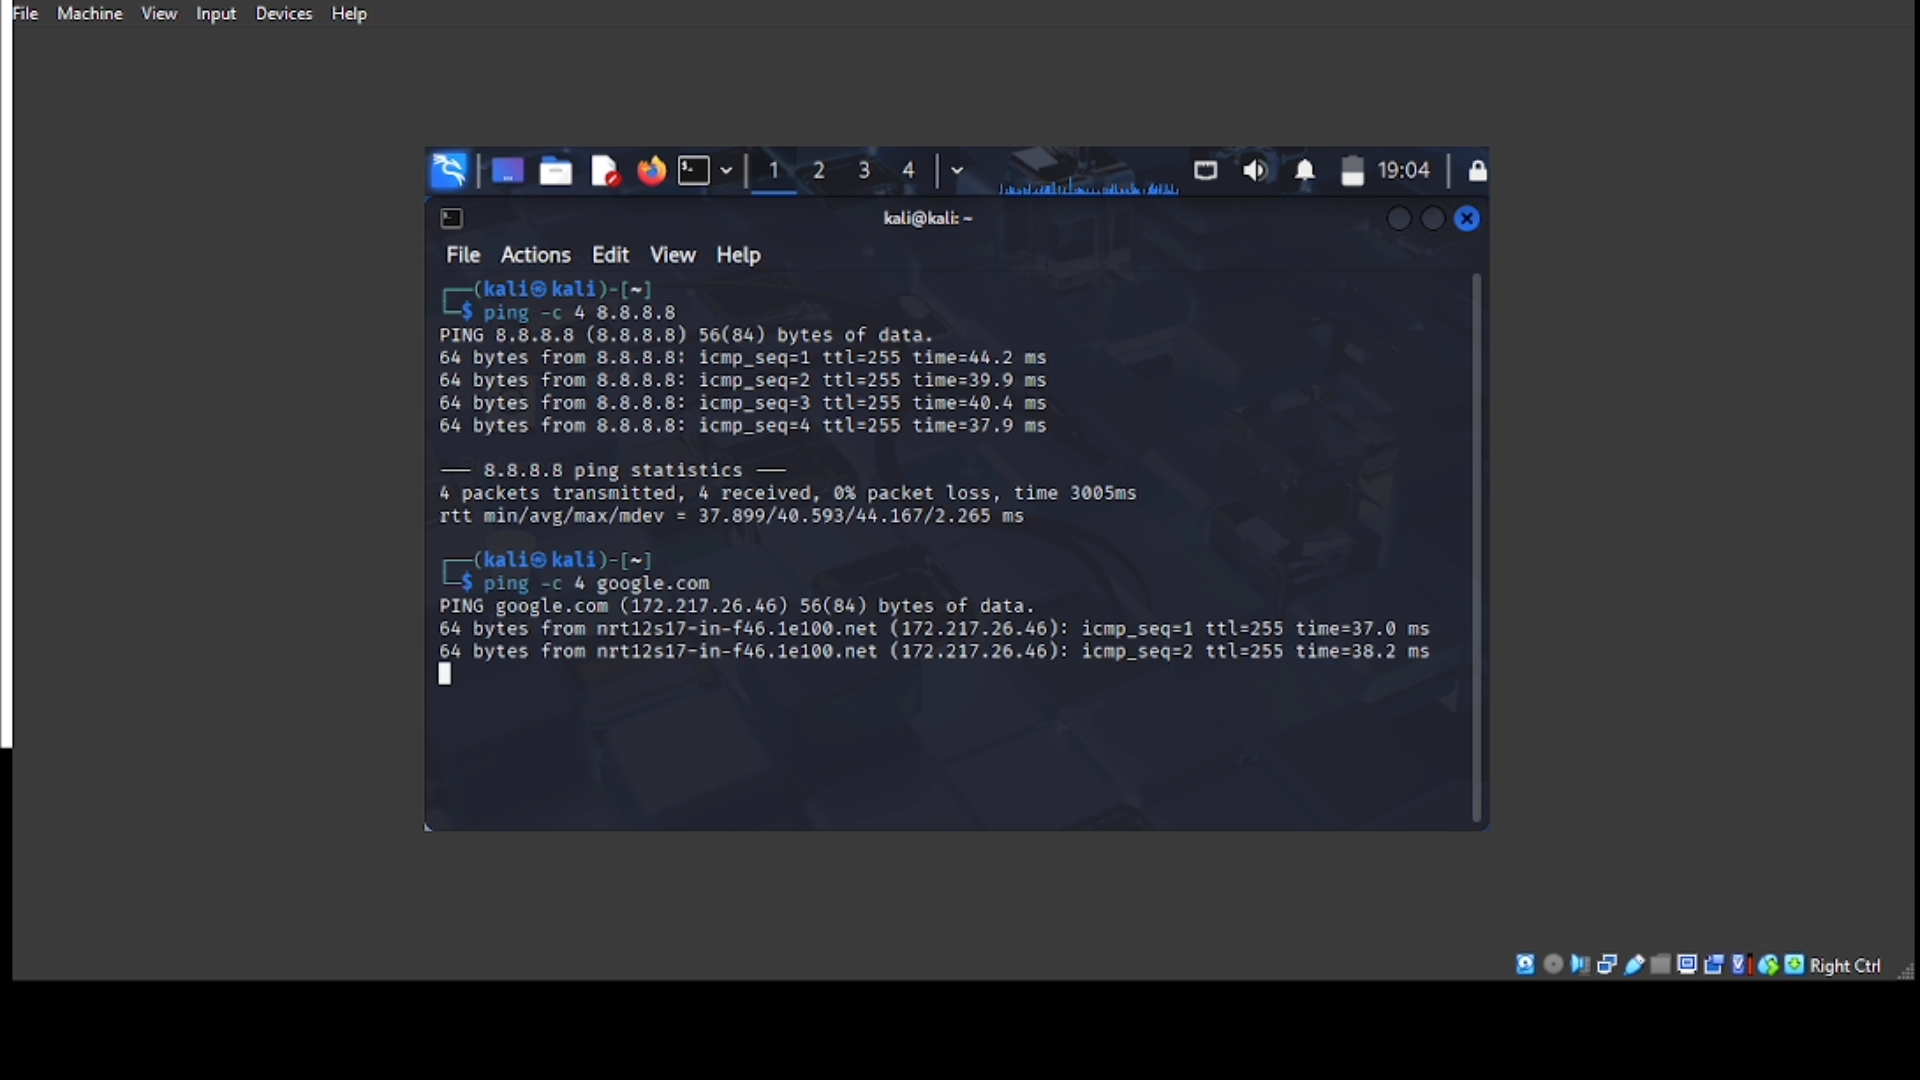 File Machine View Input Devices Help
1 2 3 4 19:04
kali@kali: ~
File Actions Edit View Help
┌──(kali㉿kali)-[~]
└─$ ping -c 4 8.8.8.8
PING 8.8.8.8 (8.8.8.8) 56(84) bytes of data.
64 bytes from 8.8.8.8: icmp_seq=1 ttl=255 time=44.2 ms
64 bytes from 8.8.8.8: icmp_seq=2 ttl=255 time=39.9 ms
64 bytes from 8.8.8.8: icmp_seq=3 ttl=255 time=40.4 ms
64 bytes from 8.8.8.8: icmp_seq=4 ttl=255 time=37.9 ms
--- 8.8.8.8 ping statistics ---
4 packets transmitted, 4 received, 0% packet loss, time 3005ms
rtt min/avg/max/mdev = 37.899/40.593/44.167/2.265 ms
┌──(kali㉿kali)-[~]
└─$ ping -c 4 google.com
PING google.com (172.217.26.46) 56(84) bytes of data.
64 bytes from nrt12s17-in-f46.1e100.net (172.217.26.46): icmp_seq=1 ttl=255 time=37.0 ms
64 bytes from nrt12s17-in-f46.1e100.net (172.217.26.46): icmp_seq=2 ttl=255 time=38.2 ms
Right Ctrl